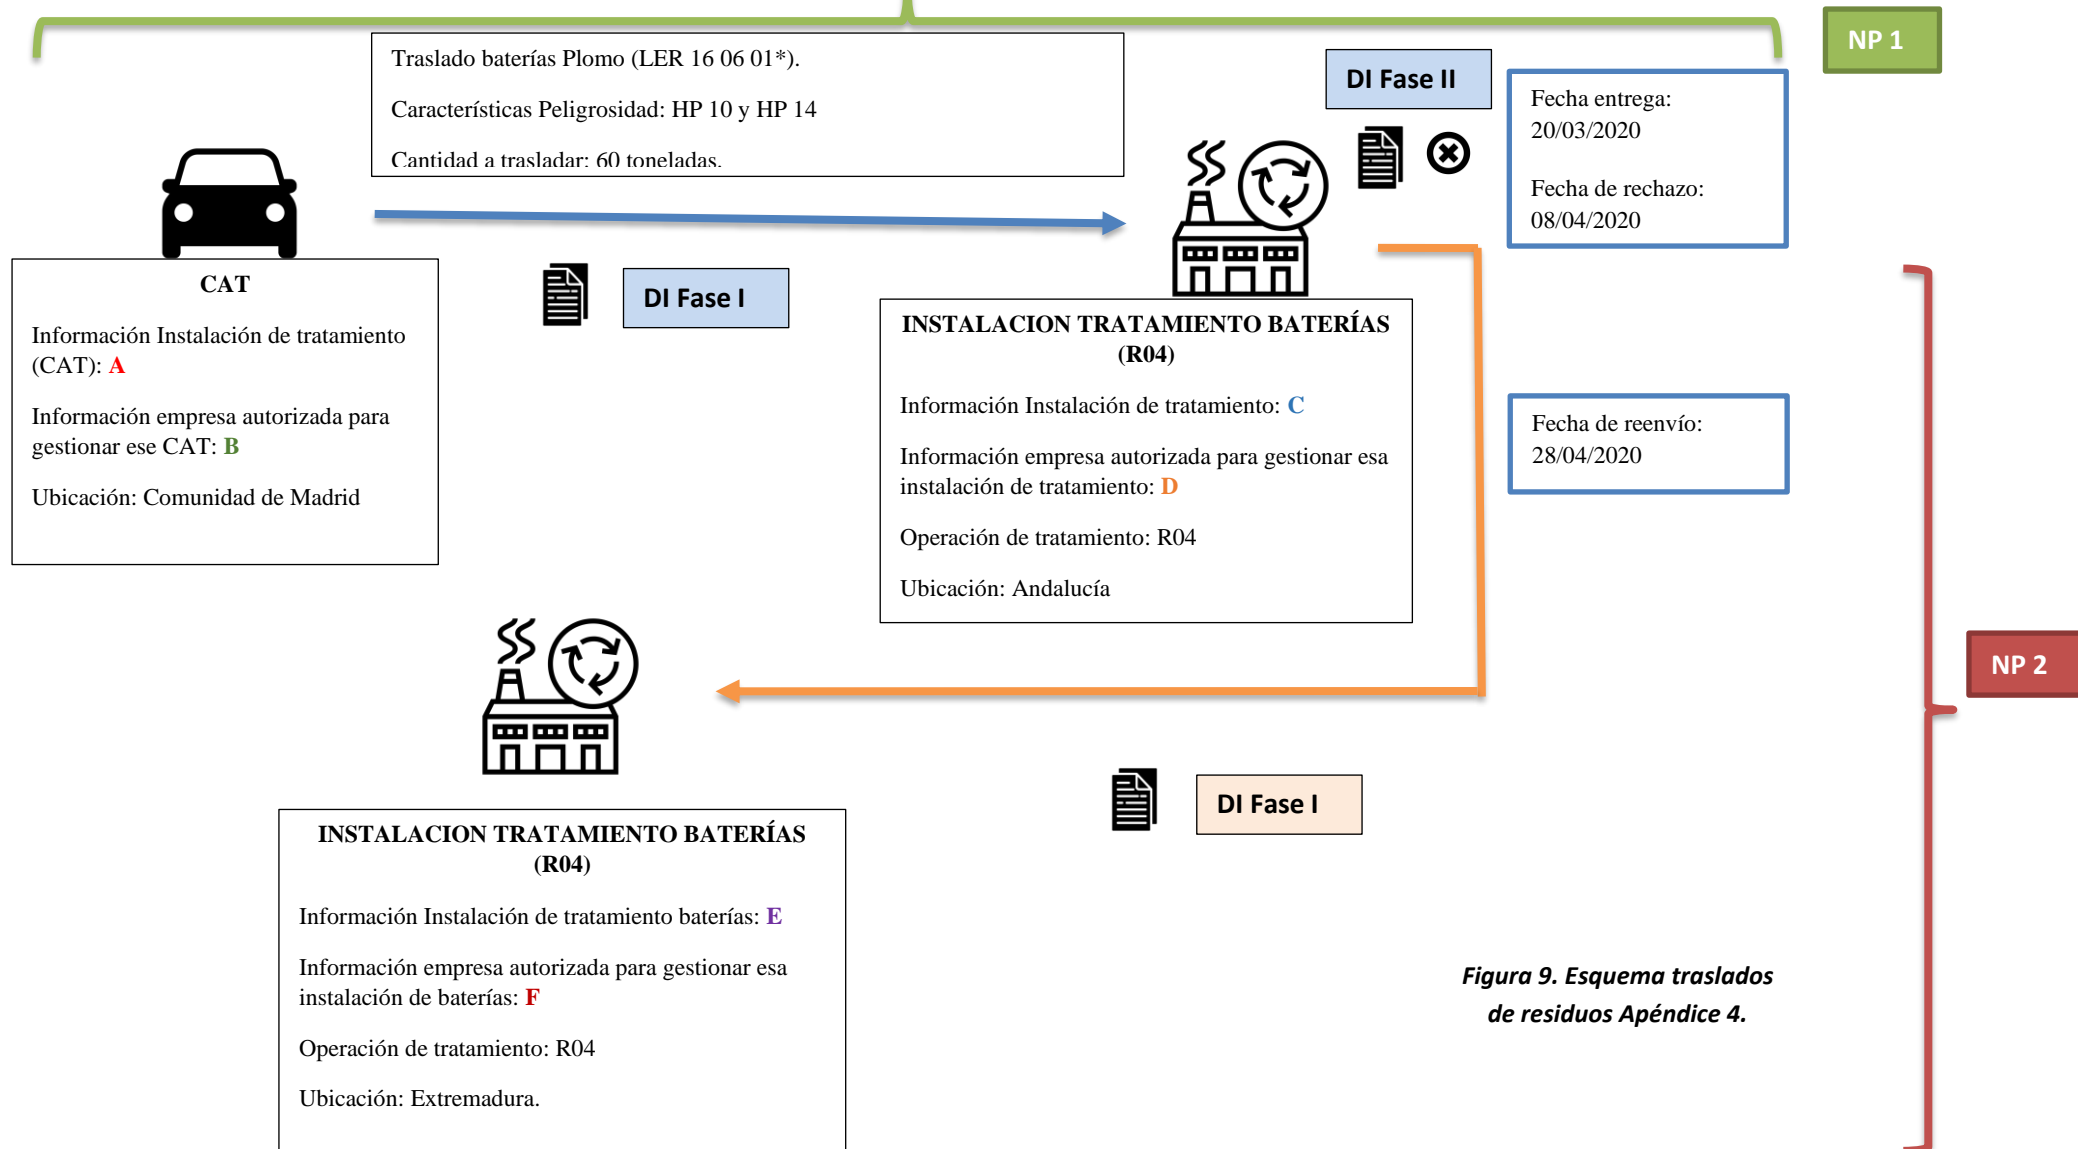 NP 1
Traslado baterías Plomo (LER 16 06 01*).
Características Peligrosidad: HP 10 y HP 14
Cantidad a trasladar: 60 toneladas.
DI Fase II
Fecha entrega:
20/03/2020
Fecha de rechazo:
08/04/2020
CAT
Información Instalación de tratamiento
(CAT): A
Información empresa autorizada para
gestionar ese CAT: B
Ubicación: Comunidad de Madrid
DI Fase I
INSTALACION TRATAMIENTO BATERÍAS
(R04)
Información Instalación de tratamiento: C
Información empresa autorizada para gestionar esa
instalación de tratamiento: D
Operación de tratamiento: R04
Ubicación: Andalucía
Fecha de reenvío:
28/04/2020
NP 2
DI Fase I
INSTALACION TRATAMIENTO BATERÍAS
(R04)
Información Instalación de tratamiento baterías: E
Información empresa autorizada para gestionar esa
instalación de baterías: F
Operación de tratamiento: R04
Ubicación: Extremadura.
Figura 9. Esquema traslados
de residuos Apéndice 4.